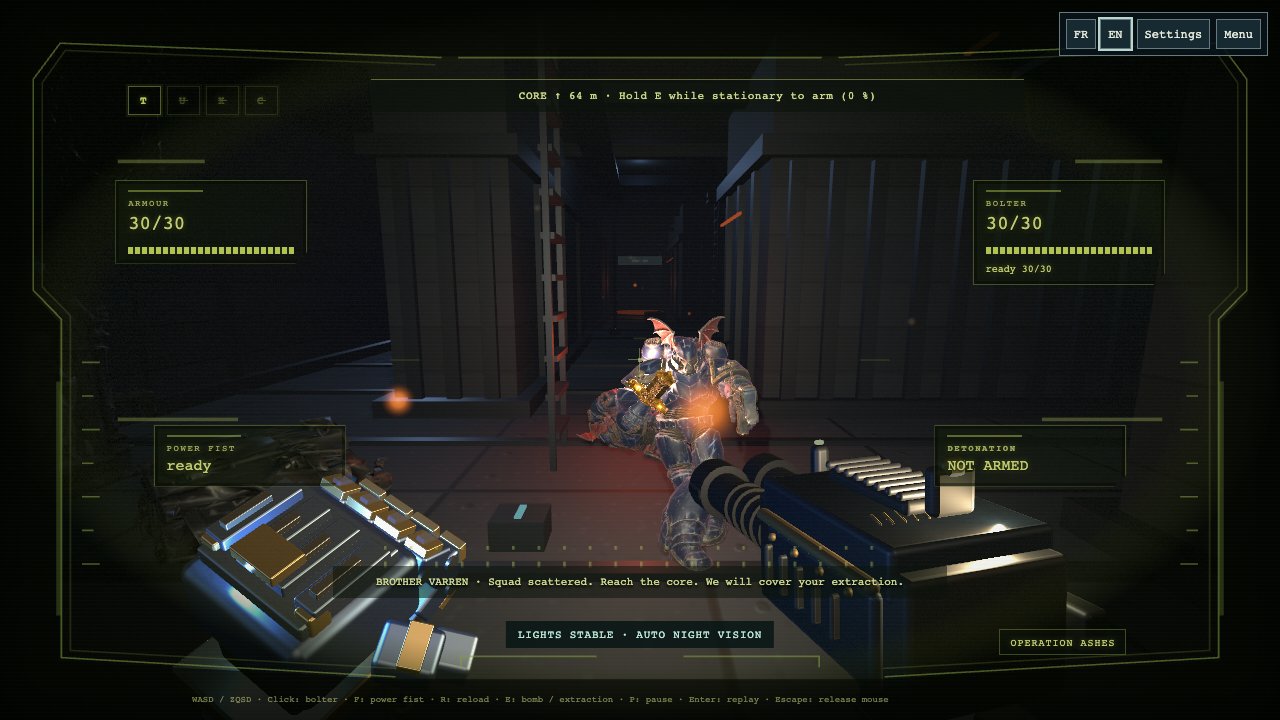 FR EN Settings Menu
CORE ↑ 64 m · Hold E while stationary to arm (0 %)
T
ARMOUR
30/30
BOLTER
30/30
ready 30/30
POWER FIST
ready
DETONATION
NOT ARMED
BROTHER VARREN · Squad scattered. Reach the core. We will cover your extraction.
LIGHTS STABLE · AUTO NIGHT VISION
OPERATION ASHES
WASD / ZQSD · Click: bolter · F: power fist · R: reload · E: bomb / extraction · P: pause · Enter: replay · Escape: release mouse